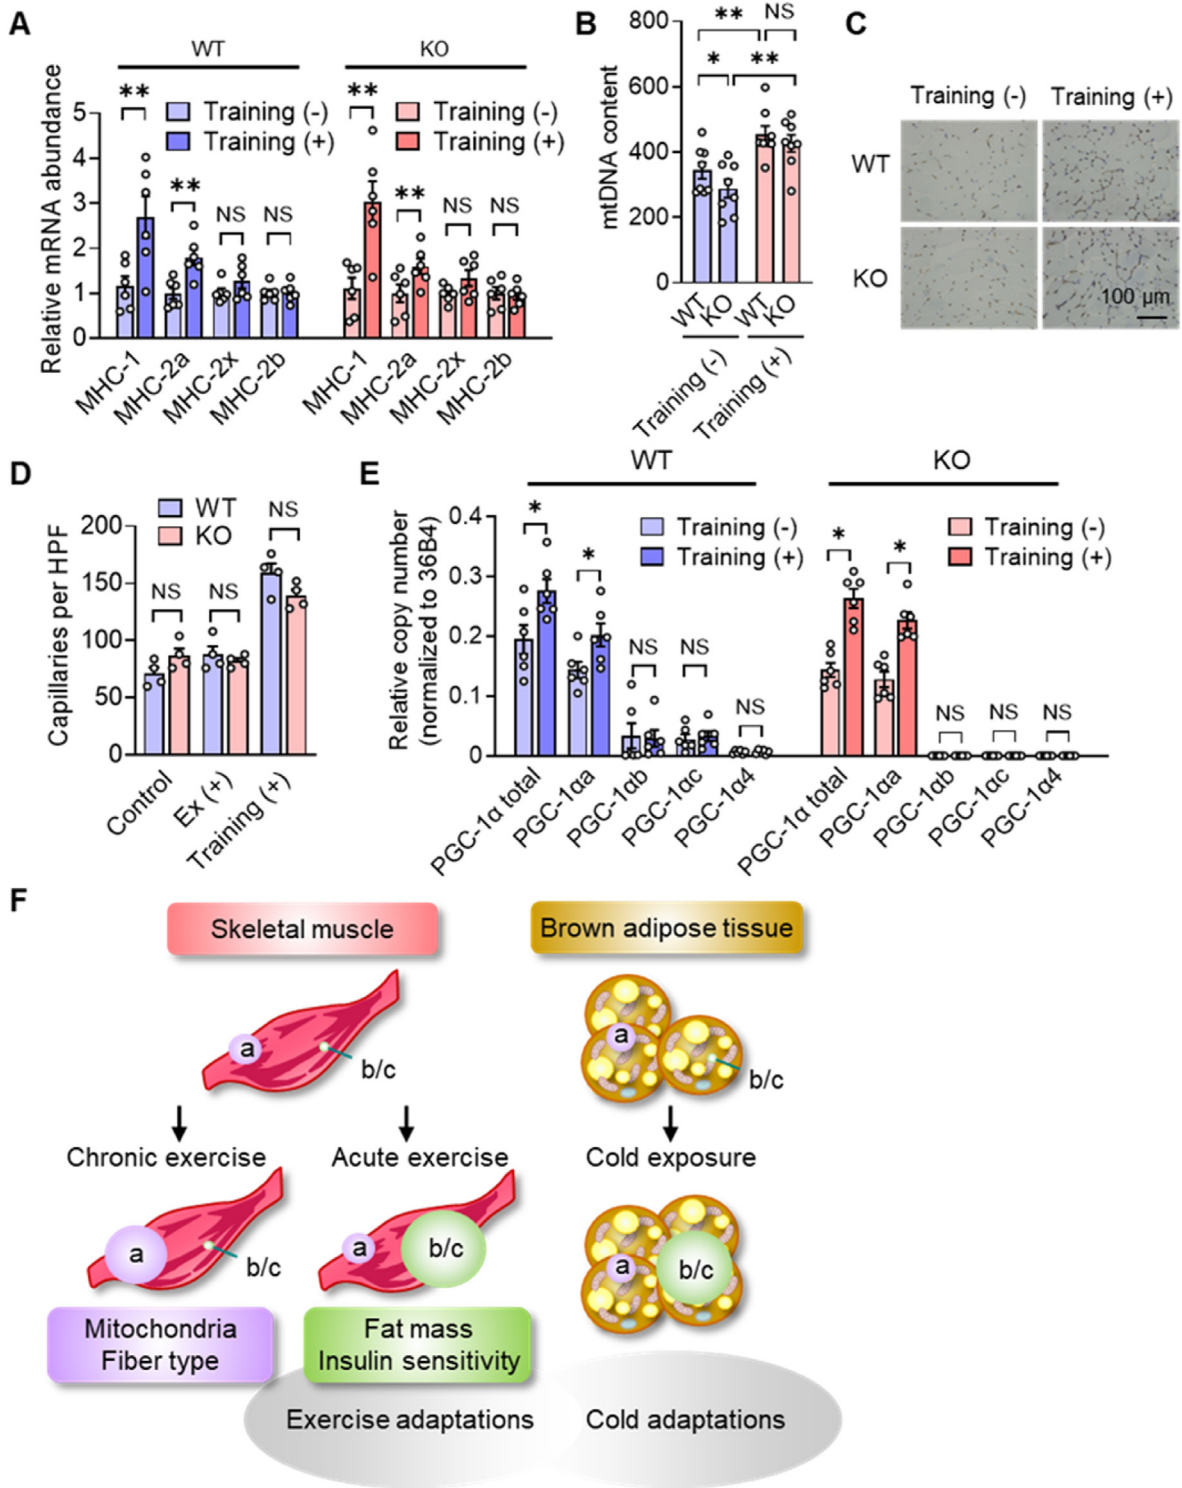 A
WT
KO
Relative mRNA abundance
5
4
3
2
1
0
** ** NS NS
** ** NS NS
Training (-)
Training (+)
Training (-)
Training (+)
MHC-1
MHC-2a
MHC-2x
MHC-2b
MHC-1
MHC-2a
MHC-2x
MHC-2b
B
mtDNA content
800
600
400
200
0
** NS
* **
WT
KO
WT
KO
Training (-)
Training (+)
C
Training (-) Training (+)
WT
KO
100 µm
D
WT
KO
Capillaries per HPF
200
150
100
50
0
NS
NS
NS
Control
Ex (+)
Training (+)
E
WT
KO
Relative copy number
(normalized to 36B4)
0.4
0.3
0.2
0.1
0
* * NS NS NS
* * NS NS NS
Training (-)
Training (+)
Training (-)
Training (+)
PGC-1α total
PGC-1αa
PGC-1αb
PGC-1αc
PGC-1α4
PGC-1α total
PGC-1αa
PGC-1αb
PGC-1αc
PGC-1α4
F
Skeletal muscle
Brown adipose tissue
a
b/c
a
b/c
Chronic exercise
Acute exercise
Cold exposure
a
b/c
a
b/c
a
b/c
Mitochondria
Fiber type
Fat mass
Insulin sensitivity
Exercise adaptations
Cold adaptations